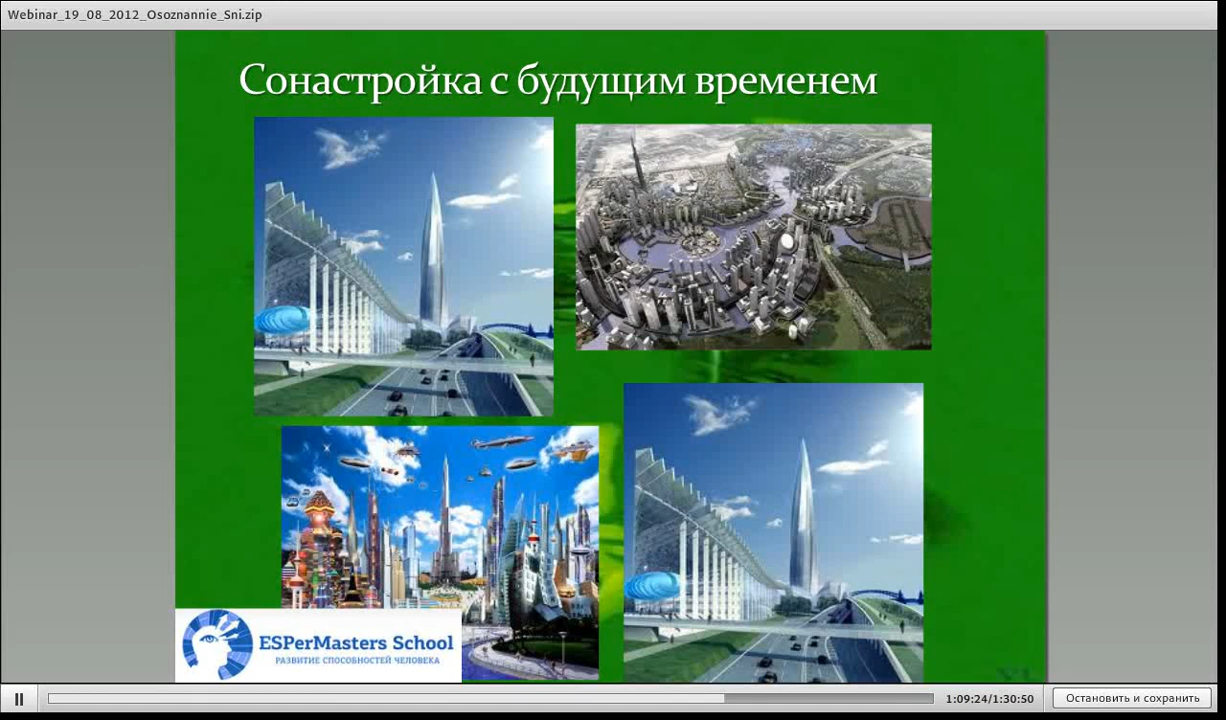 Webinar_19_08_2012_Osoznannie_Sni.zip
Сонастройка с будущим временем
ESPerMasters School
РАЗВИТИЕ СПОСОБНОСТЕЙ ЧЕЛОВЕКА
1:09:24/1:30:50
Остановить и сохранить